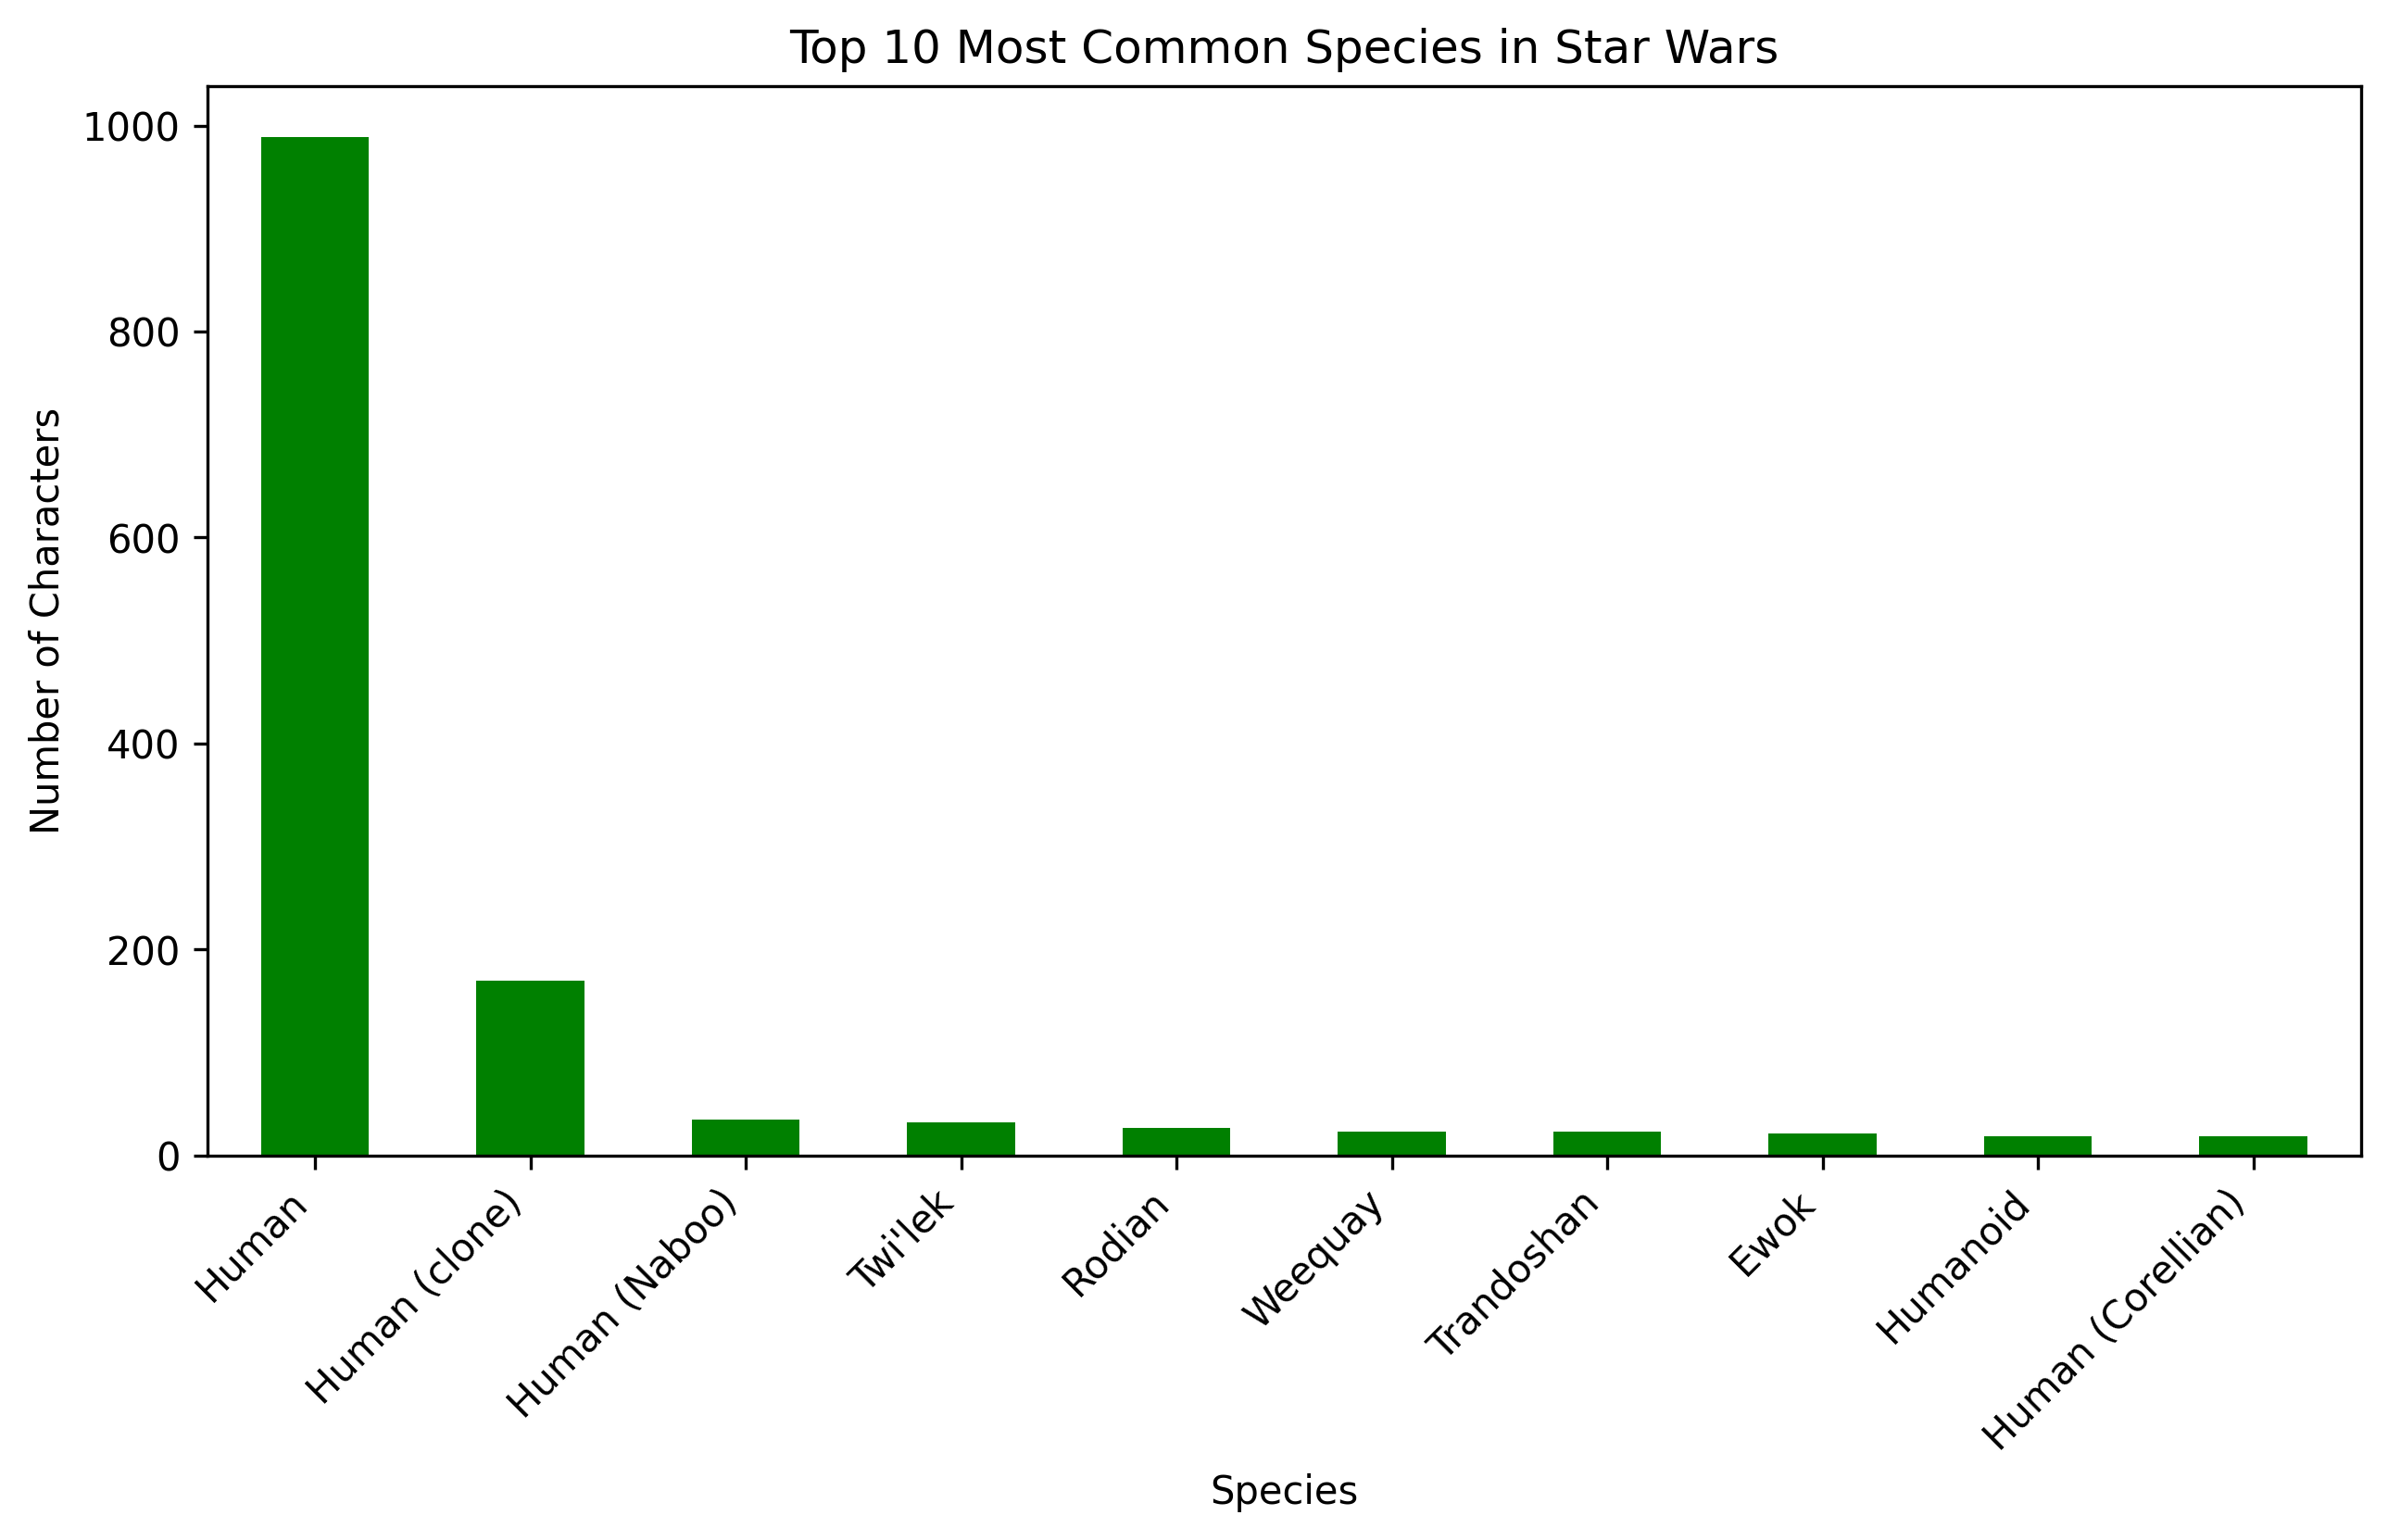 Top 10 Most Common Species in Star Wars
1000
800
600
400
200
0
Number of Characters
Human
Human (clone)
Human (Naboo)
Twi'lek
Rodian
Weequay
Trandoshan
Ewok
Humanoid
Human (Corellian)
Species